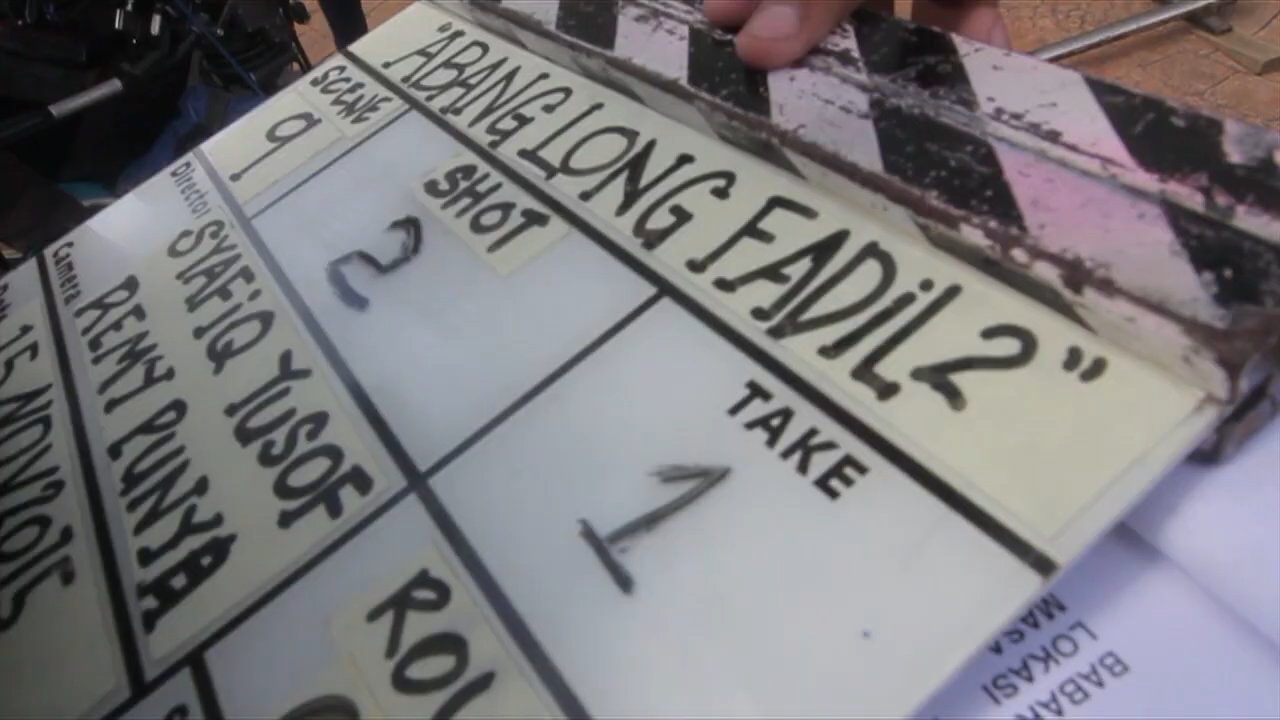 "ABANG LONG FADiL 2"
SCENE
9
SHOT
2
TAKE
1
Director SYAFiQ YUSOF
Camera REMY PUNYA
15 NOV 2015
BABAK
LOKASI
MASA